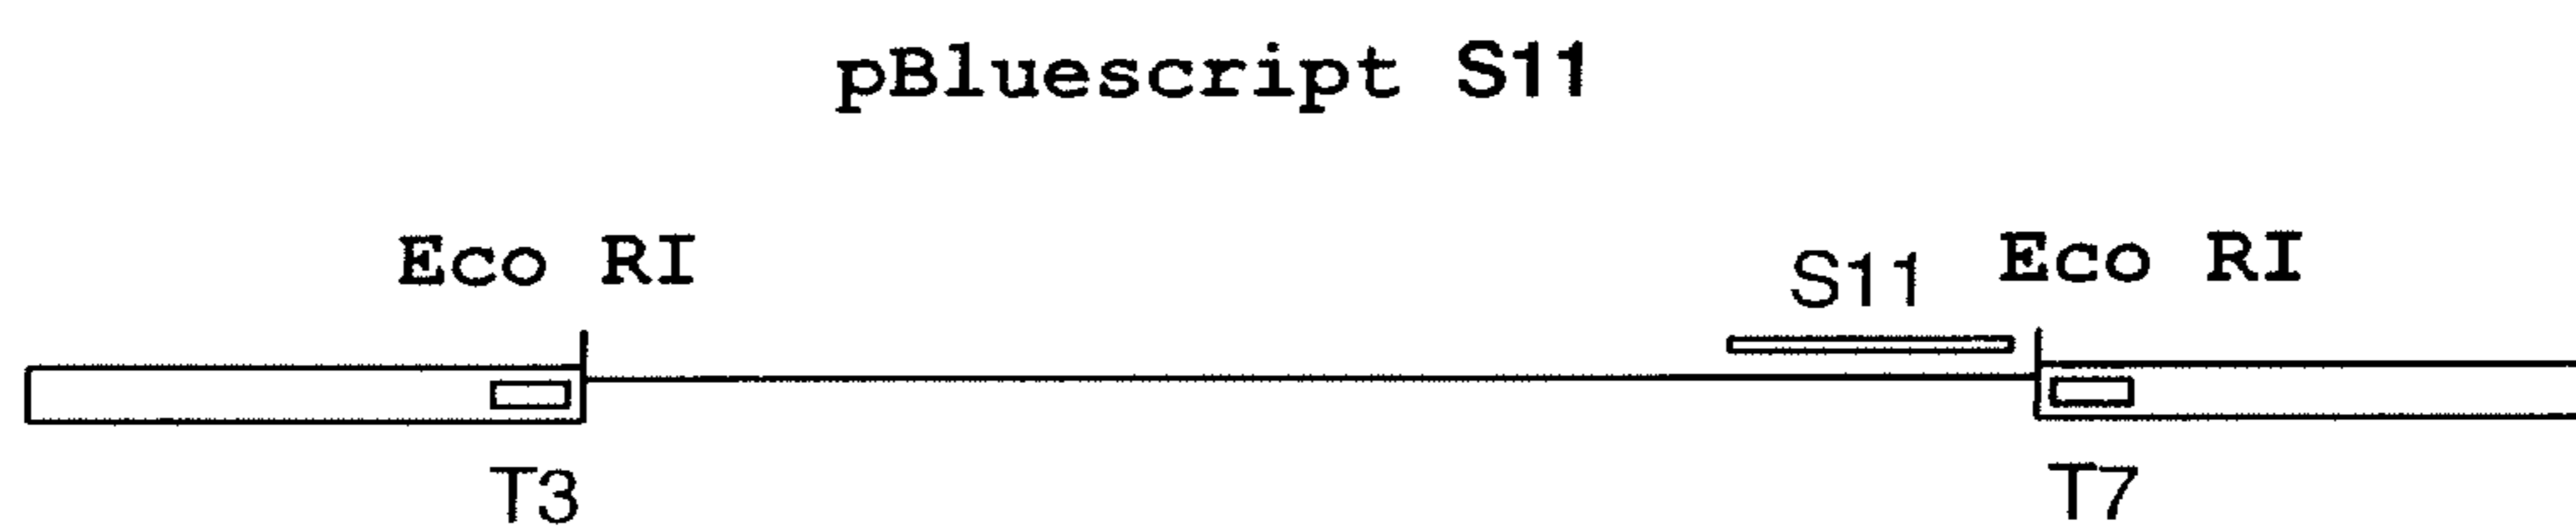 pBluescript S11
Eco RI
S11
Eco RI
T3
T7